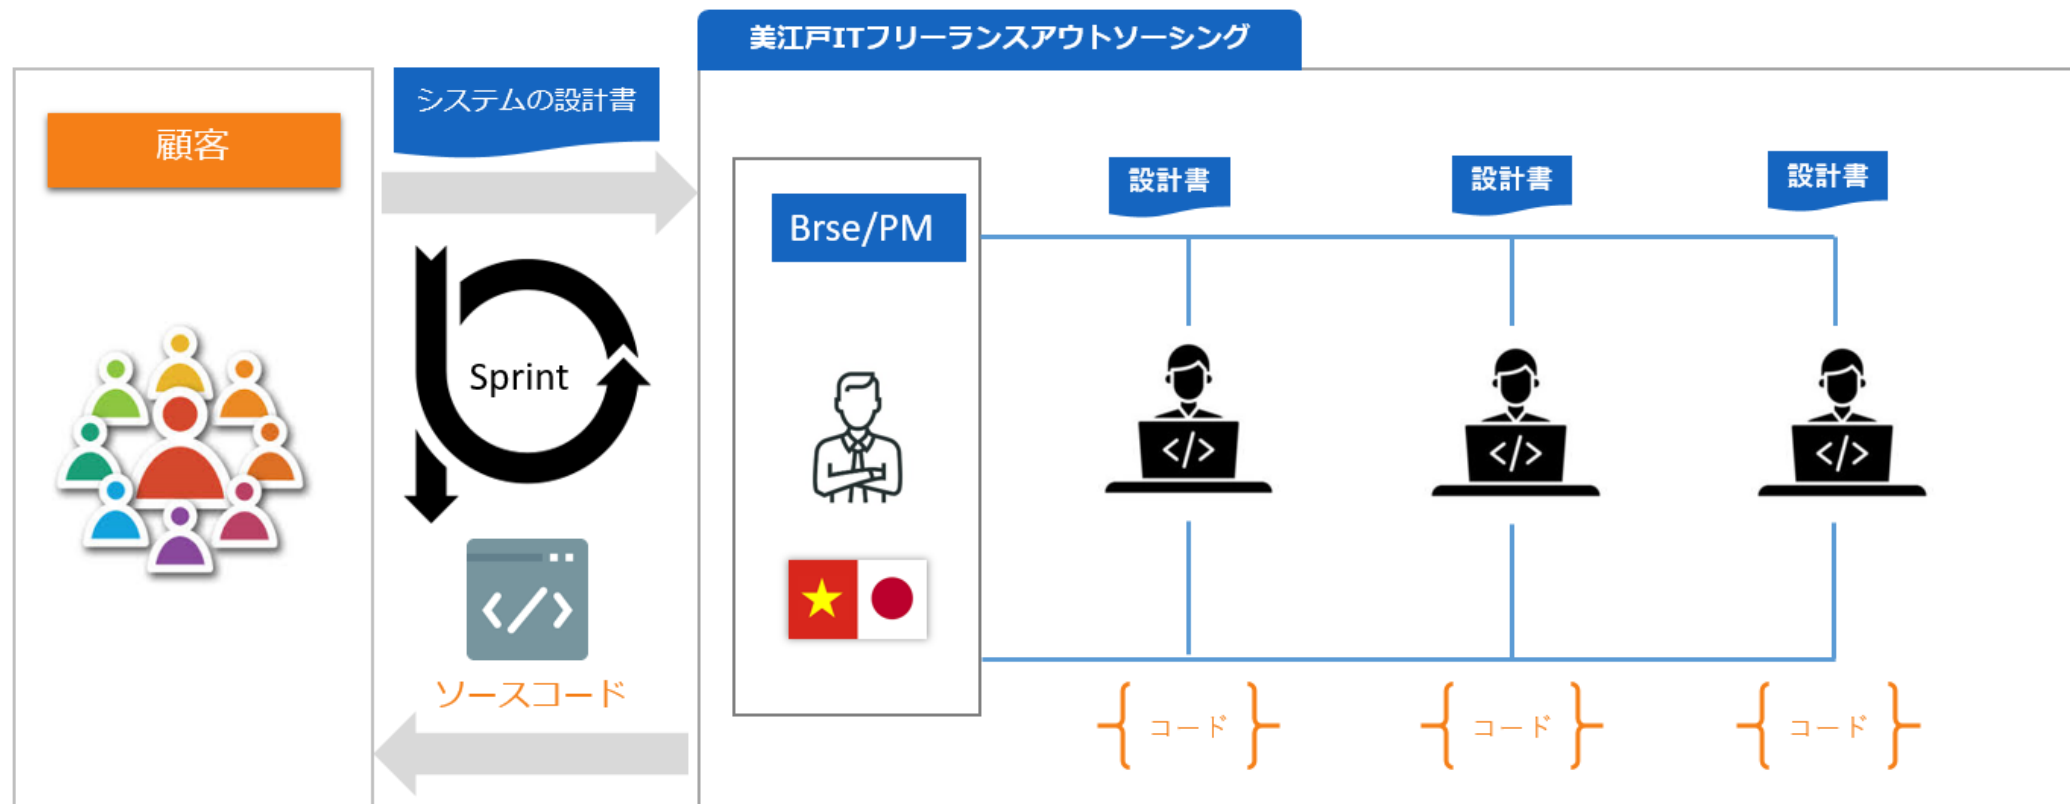 美江戸ITフリーランスアウトソーシング
顧客
システムの設計書
Brse/PM
設計書
設計書
設計書
Sprint
</>
</>
</>
</>
ソースコード
{ コード }
{ コード }
{ コード }